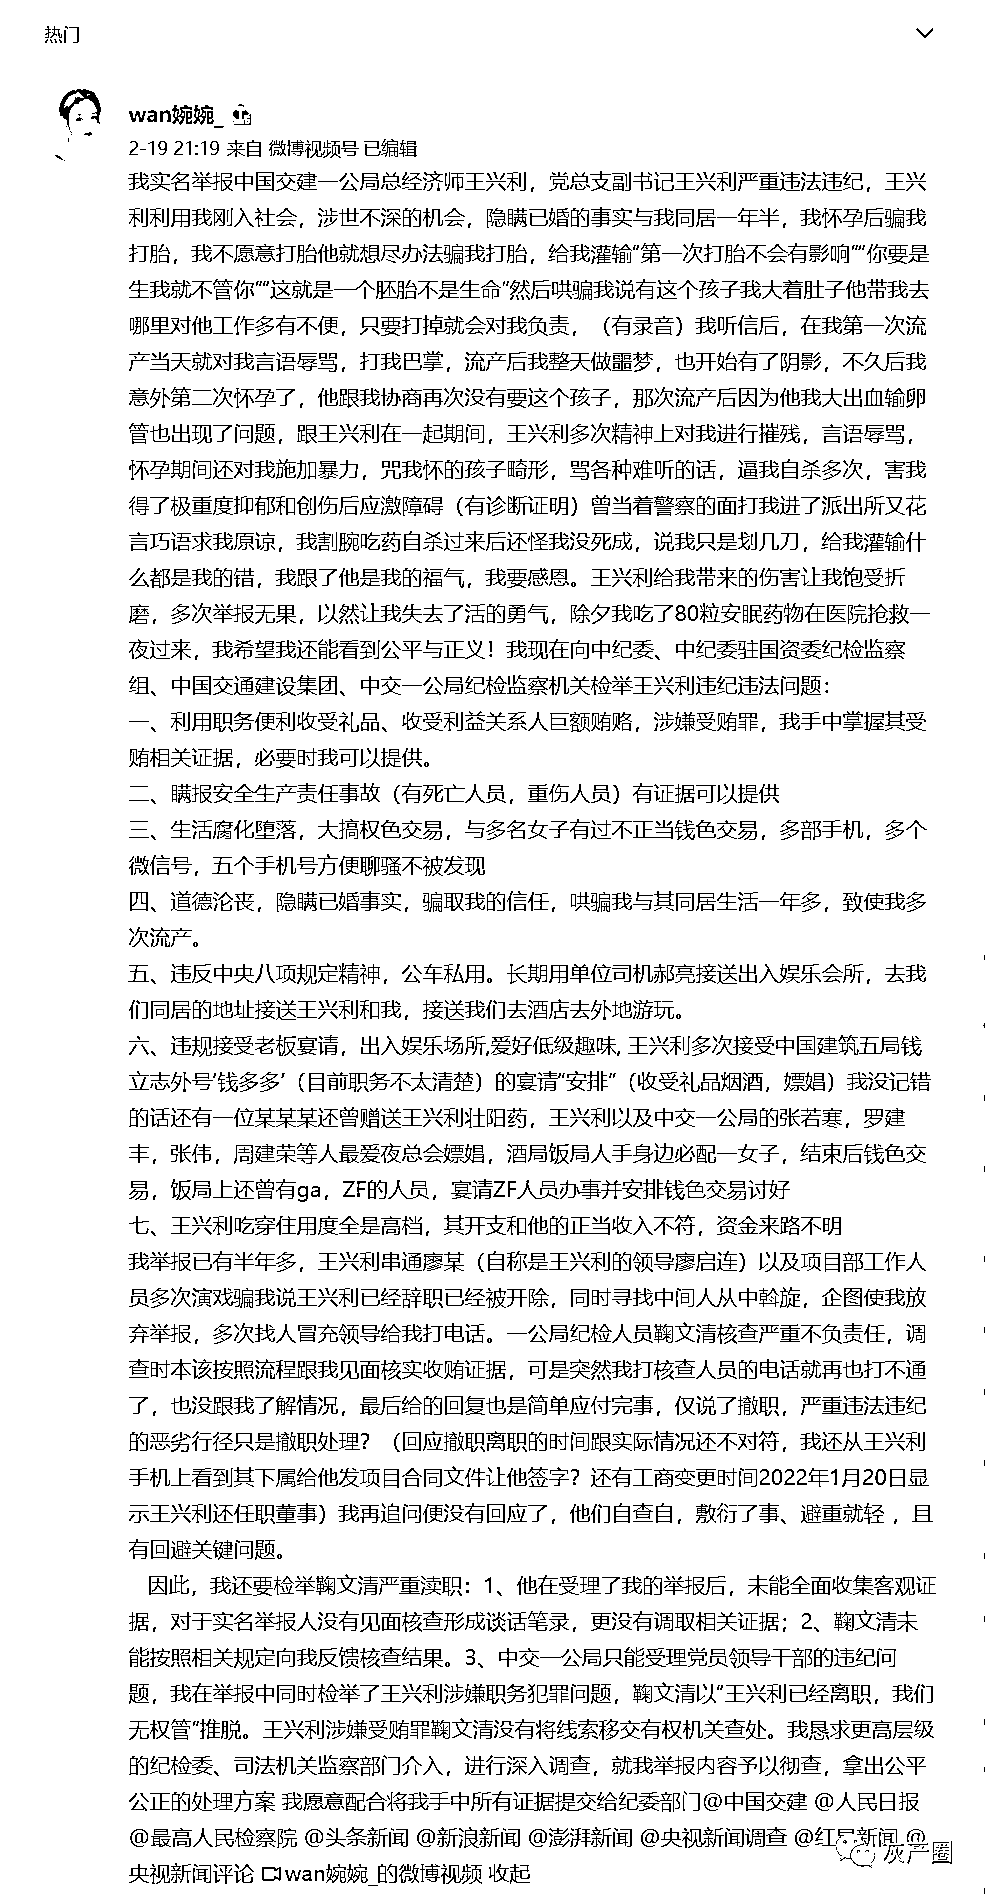 热门
wan婉婉_
2-19 21:19 来自 微博视频号 已编辑
我实名举报中国交建一公局总经济师王兴利，党总支副书记王兴利严重违法违纪，王兴
利利用我刚入社会，涉世不深的机会，隐瞒已婚的事实与我同居一年半，我怀孕后骗我
打胎，我不愿意打胎他就想尽办法骗我打胎，给我灌输“第一次打胎不会有影响”“你要是
生我就不管你”“这就是一个胚胎不是生命”然后哄骗我说有这个孩子我大着肚子他带我去
哪里对他工作多有不便，只要打掉就会对我负责，（有录音）我听信后，在我第一次流
产当天就对我言语辱骂，打我巴掌，流产后我整天做噩梦，也开始有了阴影，不久后我
意外第二次怀孕了，他跟我协商再次没有要这个孩子，那次流产后因为他我大出血输卵
管也出现了问题，跟王兴利在一起期间，王兴利多次精神上对我进行摧残，言语辱骂，
怀孕期间还对我施加暴力，咒我怀的孩子畸形，骂各种难听的话，逼我自杀多次，害我
得了极重度抑郁和创伤后应激障碍（有诊断证明）曾当着警察的面打我进了派出所又花
言巧语求我原谅，我割腕吃药自杀过来后还怪我没死成，说我只是划几刀，给我灌输什
么都是我的错，我跟了他是我的福气，我要感恩。王兴利给我带来的伤害让我饱受折
磨，多次举报无果，以然让我失去了活的勇气，除夕我吃了80粒安眠药物在医院抢救一
夜过来，我希望我还能看到公平与正义！我现在向中纪委、中纪委驻国资委纪检监察
组、中国交通建设集团、中交一公局纪检监察机关检举王兴利违纪违法问题：
一、利用职务便利收受礼品、收受利益关系人巨额贿赂，涉嫌受贿罪，我手中掌握其受
贿相关证据，必要时我可以提供。
二、瞒报安全生产责任事故（有死亡人员，重伤人员）有证据可以提供
三、生活腐化堕落，大搞权色交易，与多名女子有过不正当钱色交易，多部手机，多个
微信号，五个手机号方便聊骚不被发现
四、道德沦丧，隐瞒已婚事实，骗取我的信任，哄骗我与其同居生活一年多，致使我多
次流产。
五、违反中央八项规定精神，公车私用。长期用单位司机郝亮接送出入娱乐会所，去我
们同居的地址接送王兴利和我，接送我们去酒店去外地游玩。
六、违规接受老板宴请，出入娱乐场所,爱好低级趣味, 王兴利多次接受中国建筑五局钱
立志外号‘钱多多’（目前职务不太清楚）的宴请“安排”（收受礼品烟酒，嫖娼）我没记错
的话还有一位某某某还曾赠送王兴利壮阳药，王兴利以及中交一公局的张若寒，罗建
丰，张伟，周建荣等人最爱夜总会嫖娼，酒局饭局人手身边必配一女子，结束后钱色交
易，饭局上还曾有ga，ZF的人员，宴请ZF人员办事并安排钱色交易讨好
七、王兴利吃穿住用度全是高档，其开支和他的正当收入不符，资金来路不明
我举报已有半年多，王兴利串通廖某（自称是王兴利的领导廖启连）以及项目部工作人
员多次演戏骗我说王兴利已经辞职已经被开除，同时寻找中间人从中斡旋，企图使我放
弃举报，多次找人冒充领导给我打电话。一公局纪检人员鞠文清核查严重不负责任，调
查时本该按照流程跟我见面核实收贿证据，可是突然我打核查人员的电话就再也打不通
了，也没跟我了解情况，最后给的回复也是简单应付完事，仅说了撤职，严重违法违纪
的恶劣行径只是撤职处理？（回应撤职离职的时间跟实际情况还不对符，我还从王兴利
手机上看到其下属给他发项目合同文件让他签字？还有工商变更时间2022年1月20日显
示王兴利还任职董事）我再追问便没有回应了，他们自查自，敷衍了事、避重就轻 ，且
有回避关键问题。
因此，我还要检举鞠文清严重渎职：1、他在受理了我的举报后，未能全面收集客观证
据，对于实名举报人没有见面核查形成谈话笔录，更没有调取相关证据；2、鞠文清未
能按照相关规定向我反馈核查结果。3、中交一公局只能受理党员领导干部的违纪问
题，我在举报中同时检举了王兴利涉嫌职务犯罪问题，鞠文清以“王兴利已经离职，我们
无权管”推脱。王兴利涉嫌受贿罪鞠文清没有将线索移交有权机关查处。我恳求更高层级
的纪检委、司法机关监察部门介入，进行深入调查，就我举报内容予以彻查，拿出公平
公正的处理方案 我愿意配合将我手中所有证据提交给纪委部门@中国交建 @人民日报
@最高人民检察院 @头条新闻 @新浪新闻 @澎湃新闻 @央视新闻调查 @红星新闻 @
央视新闻评论 wan婉婉_的微博视频 收起
灰产圈